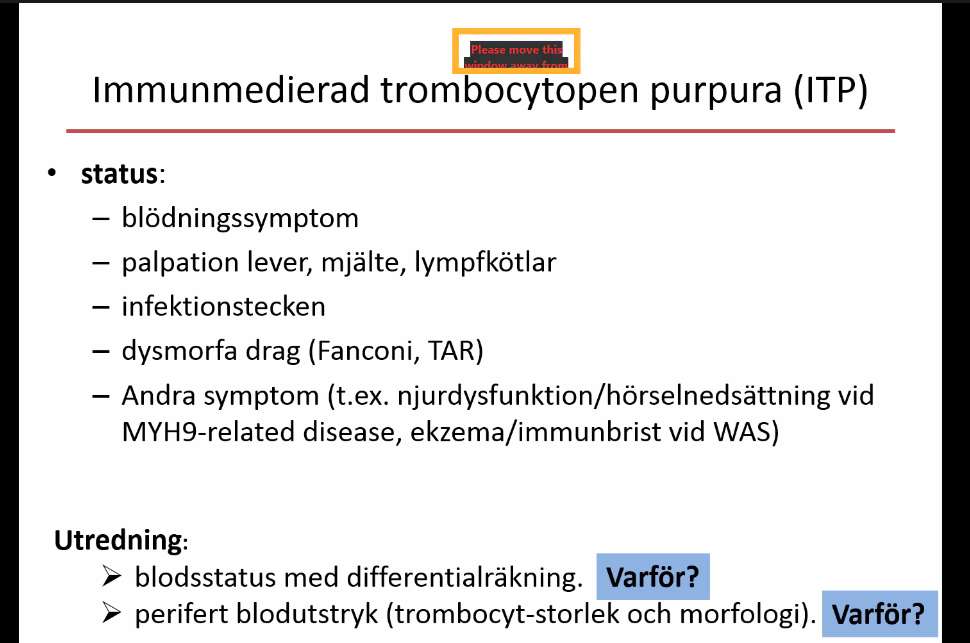 Please move this
window away from
Immunmedierad trombocytopen purpura (ITP)
• status:
– blödningssymptom
– palpation lever, mjälte, lympfkötlar
– infektionstecken
– dysmorfa drag (Fanconi, TAR)
– Andra symptom (t.ex. njurdysfunktion/hörselnedsättning vid
MYH9-related disease, ekzema/immunbrist vid WAS)
Utredning:
➢ blodsstatus med differentialräkning. Varför?
➢ perifert blodutstryk (trombocyt-storlek och morfologi). Varför?